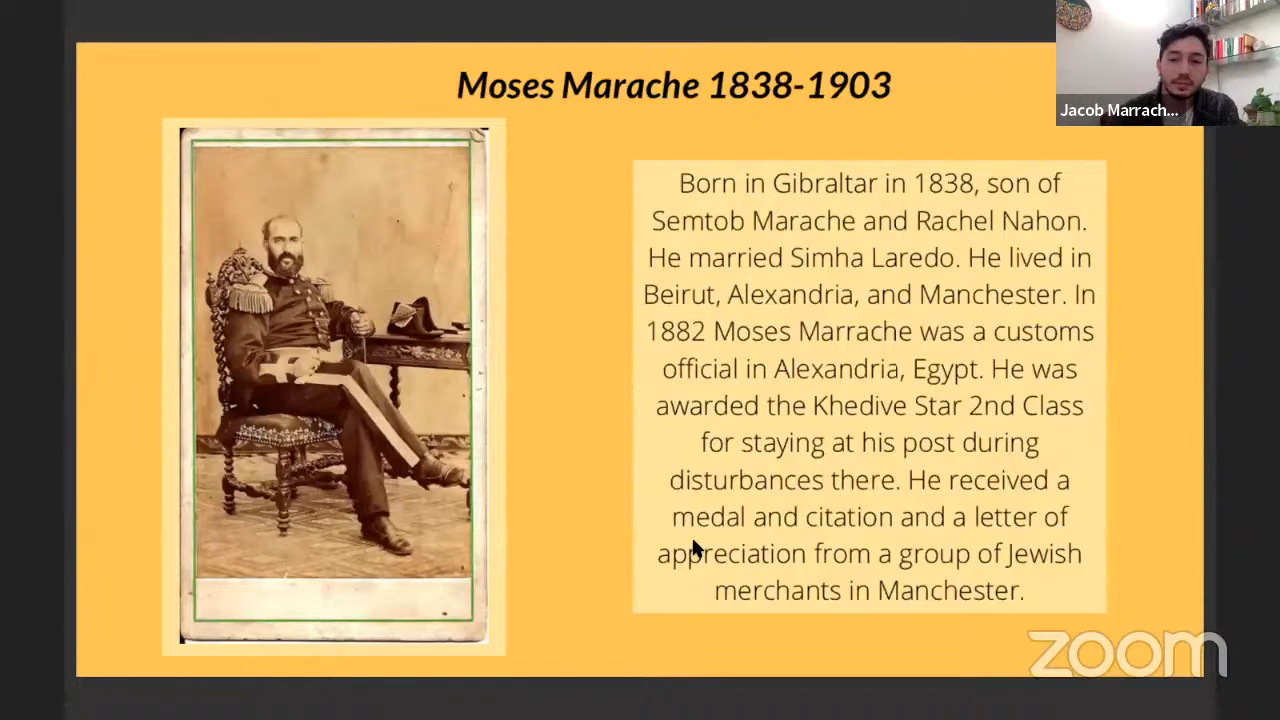 Moses Marache 1838-1903
Jacob Marrach...
Born in Gibraltar in 1838, son of
Semtob Marache and Rachel Nahon.
He married Simha Laredo. He lived in
Beirut, Alexandria, and Manchester. In
1882 Moses Marrache was a customs
official in Alexandria, Egypt. He was
awarded the Khedive Star 2nd Class
for staying at his post during
disturbances there. He received a
medal and citation and a letter of
appreciation from a group of Jewish
merchants in Manchester.
zoom